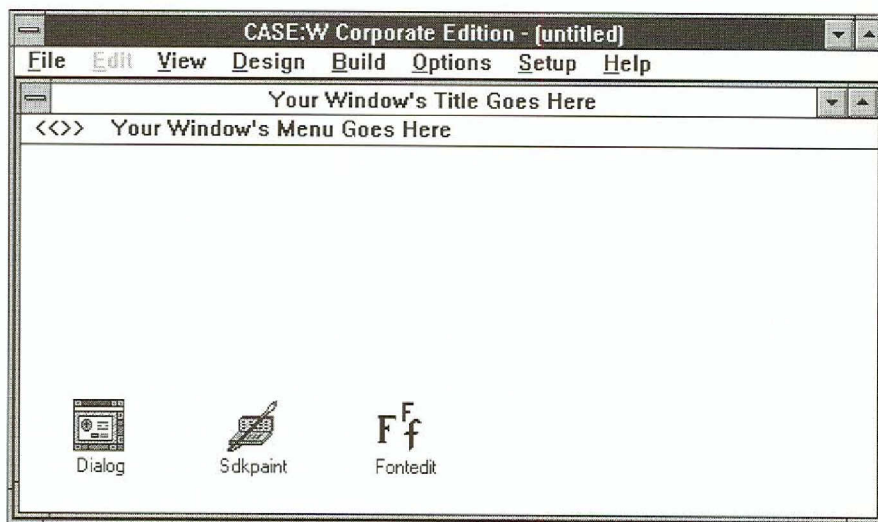 CASE:W Corporate Edition - (untitled)
File Edit View Design Build Options Setup Help
Your Window's Title Goes Here
<<>> Your Window's Menu Goes Here
Dialog Sdkpaint Fontedit